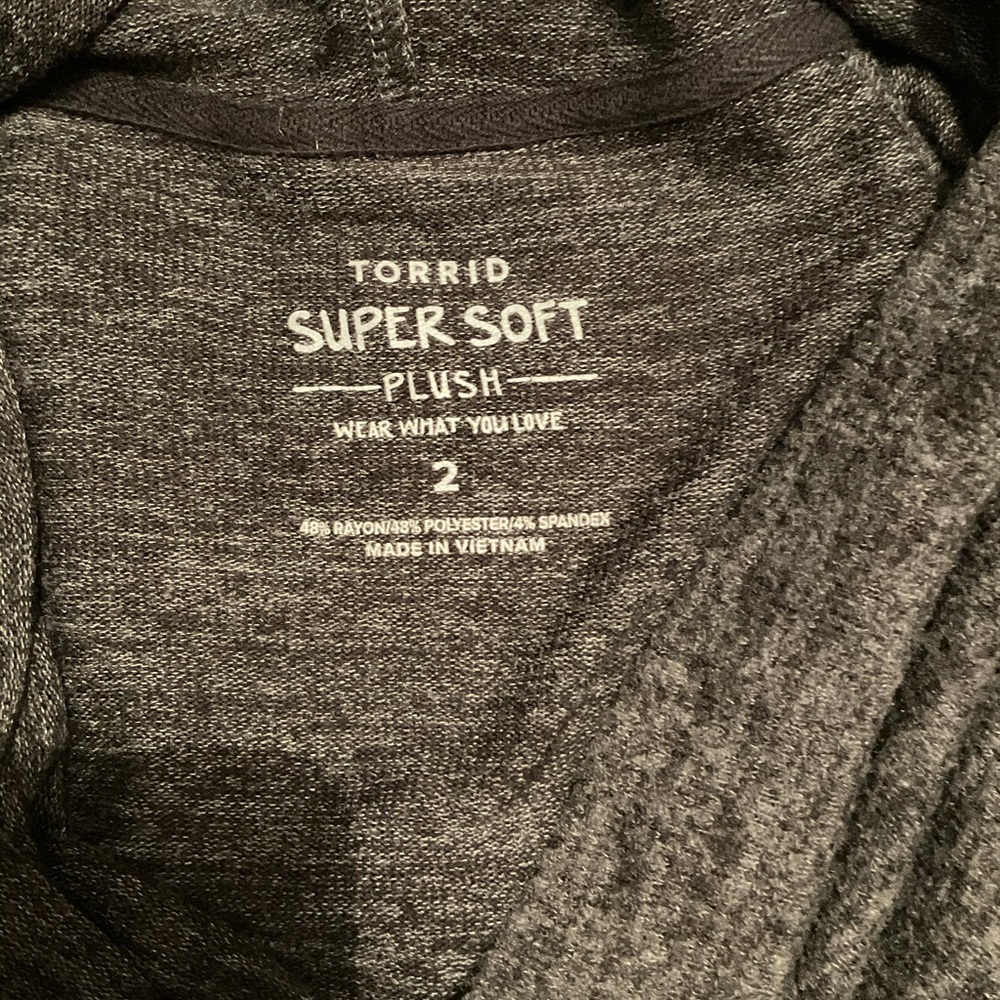 TORRID
SUPER SOFT
PLUSH
WEAR WHAT YOU LOVE
2
48% RAYON/48% POLYESTER/4% SPANDEX
MADE IN VIETNAM